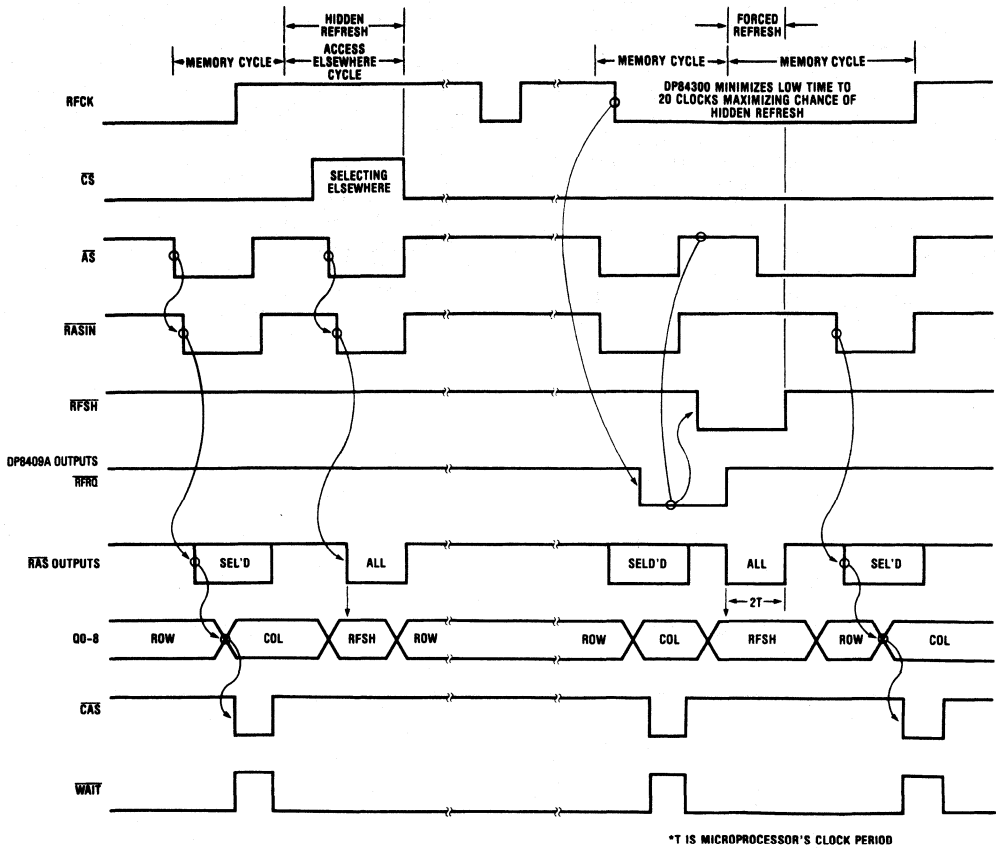 HIDDEN
REFRESH
FORCED
REFRESH
MEMORY CYCLE
ACCESS
ELSEWHERE
CYCLE
MEMORY CYCLE
MEMORY CYCLE
RFCK
DP84300 MINIMIZES LOW TIME TO
20 CLOCKS MAXIMIZING CHANCE OF
HIDDEN REFRESH
CS
SELECTING
ELSEWHERE
AS
RASIN
RFSH
DP8409A OUTPUTS
RFRQ
RAS OUTPUTS
SEL'D
ALL
SELD'D
ALL
SEL'D
2T
Q0-8
ROW
COL
RFSH
ROW
ROW
COL
RFSH
ROW
COL
CAS
WAIT
*T IS MICROPROCESSOR'S CLOCK PERIOD